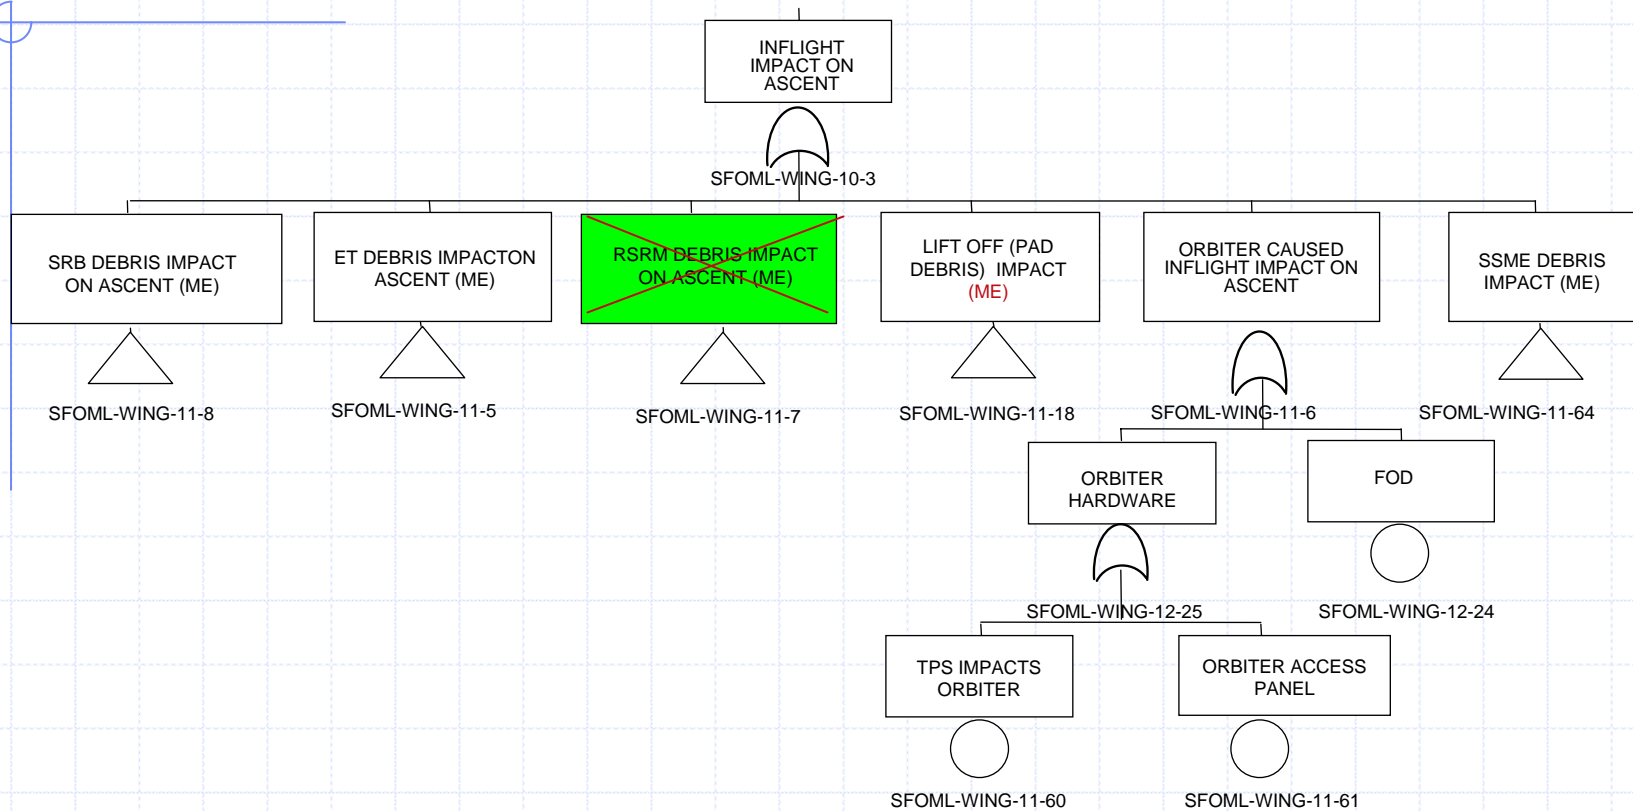 INFLIGHT
IMPACT ON
ASCENT
SFOML-WING-10-3
SRB DEBRIS IMPACT
ON ASCENT (ME)
SFOML-WING-11-8
ET DEBRIS IMPACTON
ASCENT (ME)
SFOML-WING-11-5
RSRM DEBRIS IMPACT
ON ASCENT (ME)
SFOML-WING-11-7
LIFT OFF (PAD
DEBRIS)  IMPACT
(ME)
SFOML-WING-11-18
ORBITER CAUSED
INFLIGHT IMPACT ON
ASCENT
SFOML-WING-11-6
SSME DEBRIS
IMPACT (ME)
SFOML-WING-11-64
ORBITER
HARDWARE
SFOML-WING-12-25
FOD
SFOML-WING-12-24
TPS IMPACTS
ORBITER
SFOML-WING-11-60
ORBITER ACCESS
PANEL
SFOML-WING-11-61